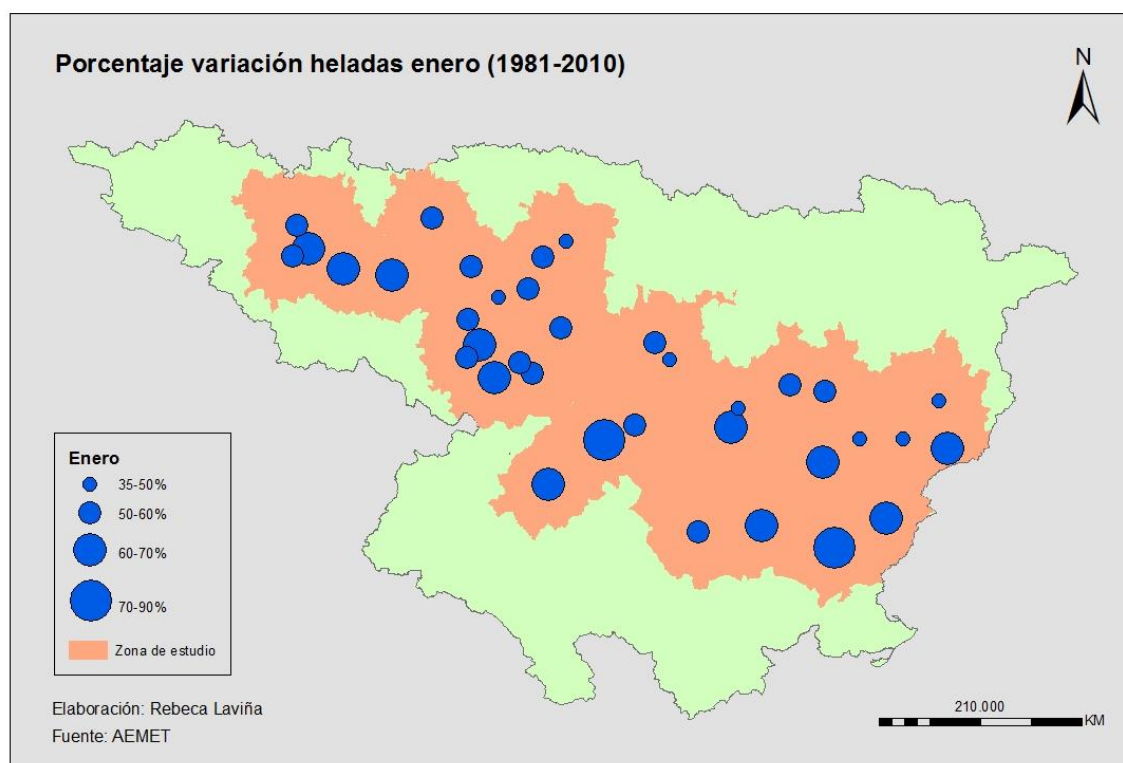 Porcentaje variación heladas enero (1981-2010)
N
Enero
35-50%
50-60%
60-70%
70-90%
Zona de estudio
Elaboración: Rebeca Laviña
Fuente: AEMET
210.000
KM